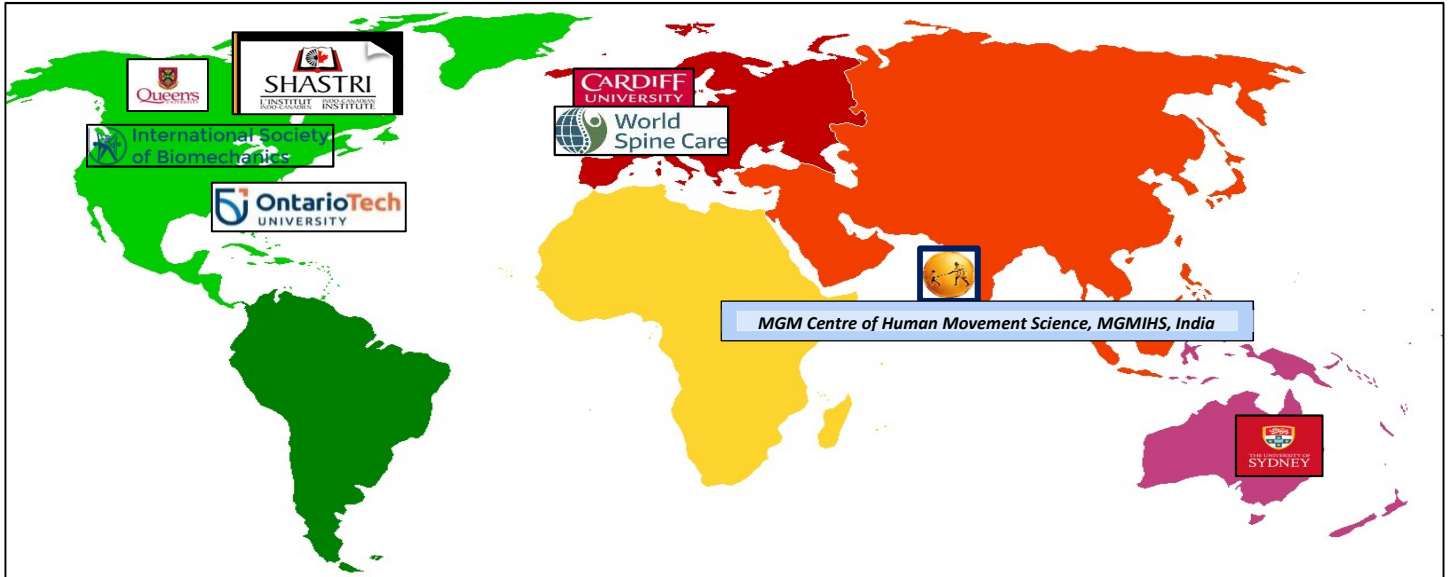 Queen's
UNIVERSITY
SHASTRI
L'INSTITUT INDO-CANADIEN
INDO-CANADIAN INSTITUTE
International Society
of Biomechanics
OntarioTech
UNIVERSITY
CARDIFF
UNIVERSITY
World
Spine Care
MGM Centre of Human Movement Science, MGMIHS, India
THE UNIVERSITY OF
SYDNEY